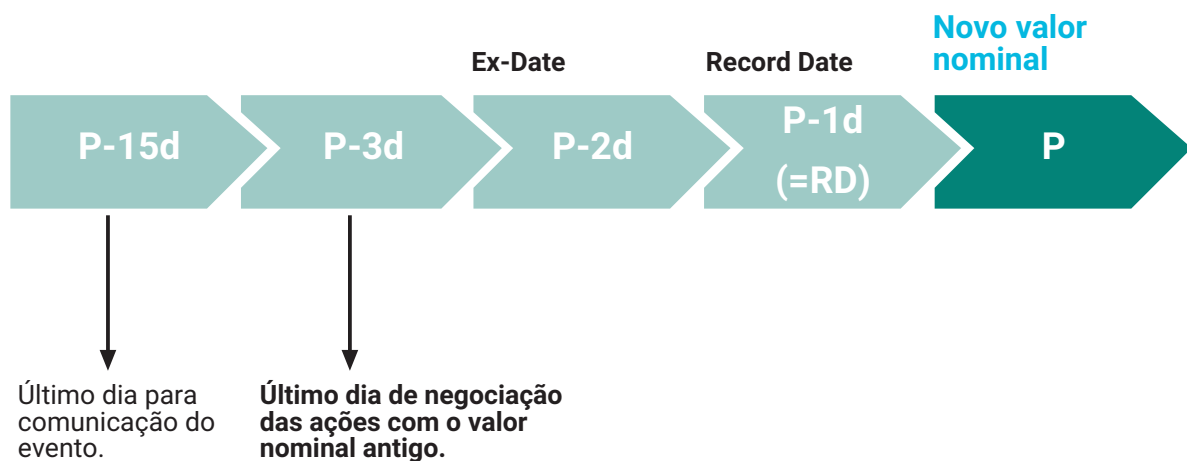 Ex-Date
Record Date
Novo valor
nominal
P-15d
P-3d
P-2d
P-1d
(=RD)
P
Último dia para
comunicação do
evento.
Último dia de negociação
das ações com o valor
nominal antigo.